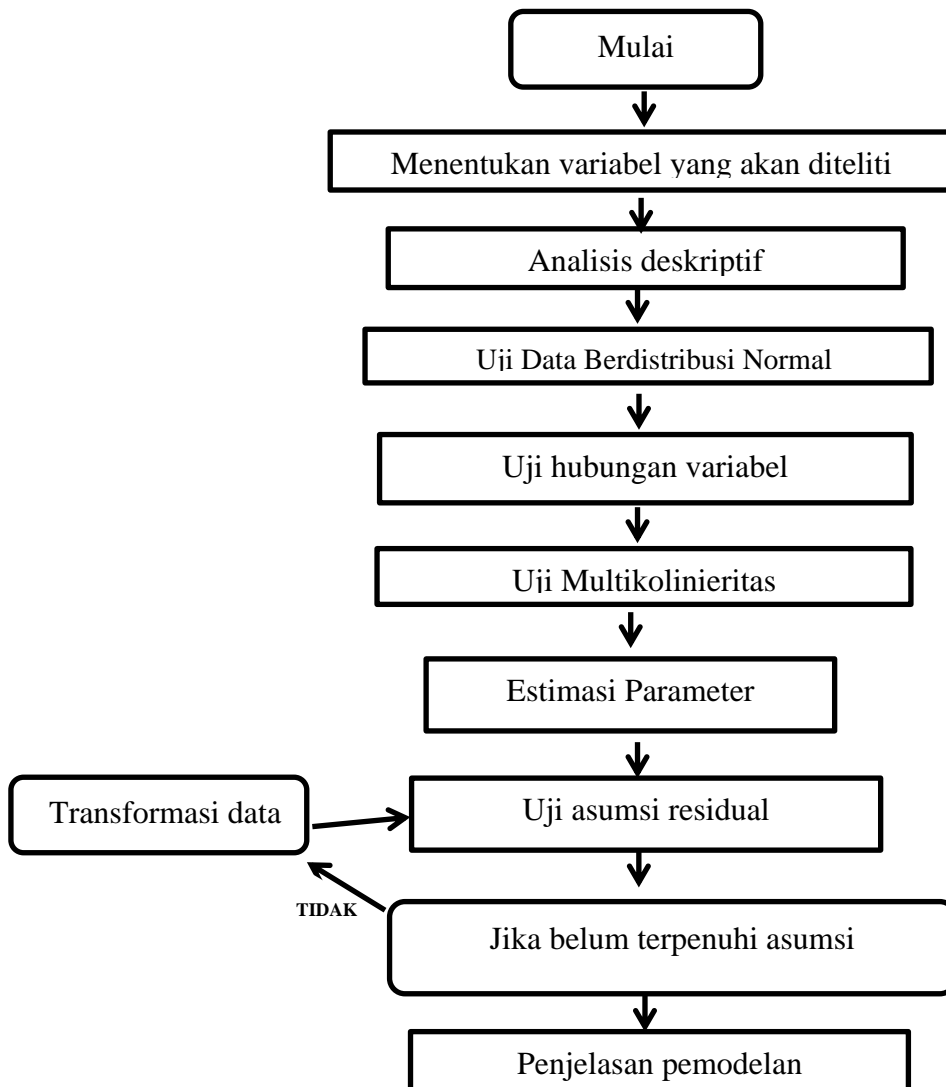 Mulai
Menentukan variabel yang akan diteliti
Analisis deskriptif
Uji Data Berdistribusi Normal
Uji hubungan variabel
Uji Multikolinieritas
Estimasi Parameter
Transformasi data
Uji asumsi residual
TIDAK
Jika belum terpenuhi asumsi
Penjelasan pemodelan